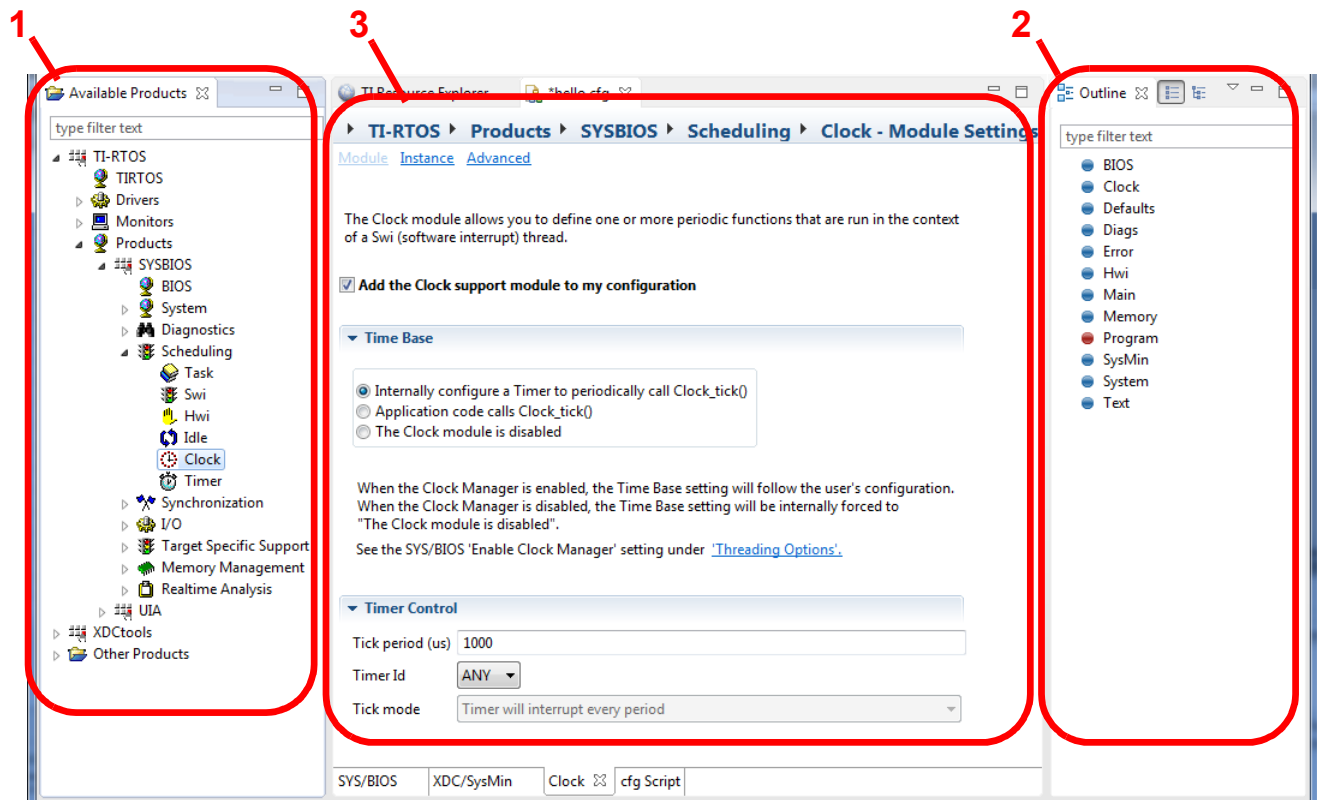 1
3
2
Available Products
type filter text
TI-RTOS
TIRTOS
Drivers
Monitors
Products
SYSBIOS
BIOS
System
Diagnostics
Scheduling
Task
Swi
Hwi
Idle
Clock
Timer
Synchronization
I/O
Target Specific Support
Memory Management
Realtime Analysis
UIA
XDCtools
Other Products
TI Resource Explorer
*hello.cfg
TI-RTOS Products SYSBIOS Scheduling Clock - Module Settings
Module Instance Advanced
The Clock module allows you to define one or more periodic functions that are run in the context
of a Swi (software interrupt) thread.
Add the Clock support module to my configuration
Time Base
Internally configure a Timer to periodically call Clock_tick()
Application code calls Clock_tick()
The Clock module is disabled
When the Clock Manager is enabled, the Time Base setting will follow the user's configuration.
When the Clock Manager is disabled, the Time Base setting will be internally forced to
"The Clock module is disabled".
See the SYS/BIOS 'Enable Clock Manager' setting under 'Threading Options'.
Timer Control
Tick period (us) 1000
Timer Id ANY
Tick mode Timer will interrupt every period
SYS/BIOS XDC/SysMin Clock cfg Script
Outline
type filter text
BIOS
Clock
Defaults
Diags
Error
Hwi
Main
Memory
Program
SysMin
System
Text